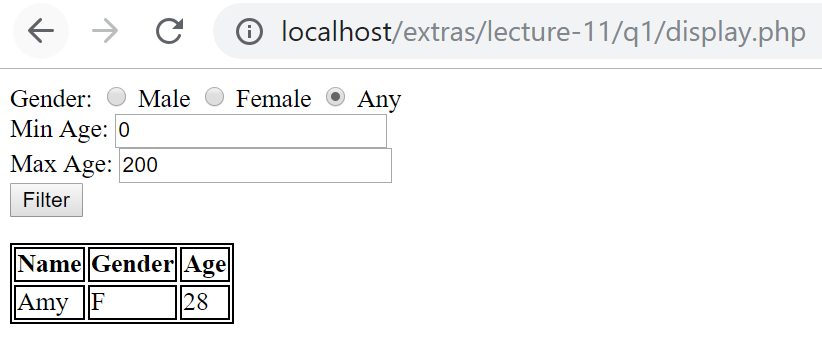 localhost/extras/lecture-11/q1/display.php
Gender: Male Female Any
Min Age: 0
Max Age: 200
Filter
Name Gender Age
Amy F 28